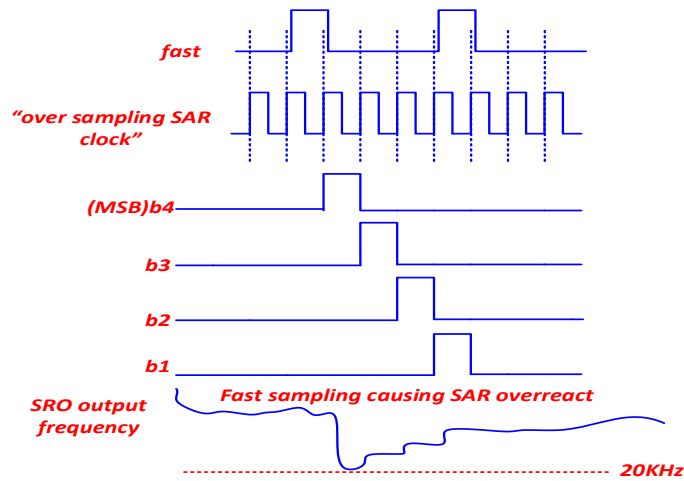 fast
“over sampling SAR
clock”
(MSB)b4
b3
b2
b1
Fast sampling causing SAR overreact
SRO output
frequency
20KHz